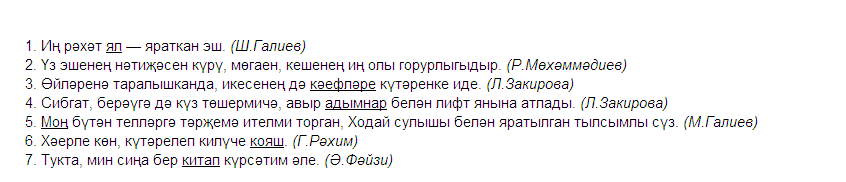 1. Иң рәхәт ял — яраткан эш. (Ш.Галиев)
2. Үз эшенең нәтиҗәсен күрү, мөгаен, кешенең иң олы горурлыгыдыр. (Р.Мөхәммәдиев)
3. Өйләренә таралышканда, икесенең дә кәефләре күтәренке иде. (Л.Закирова)
4. Сибгат, берәүгә дә күз төшермичә, авыр адымнар белән лифт янына атлады. (Л.Закирова)
5. Моң бүтән телләргә тәрҗемә ителми торган, Ходай сулышы белән яратылган тылсымлы сүз. (М.Галиев)
6. Хәерле көн, күтәрелеп килүче кояш. (Г.Рәхим)
7. Тукта, мин сиңа бер китап күрсәтим әле. (Ә.Фәйзи)